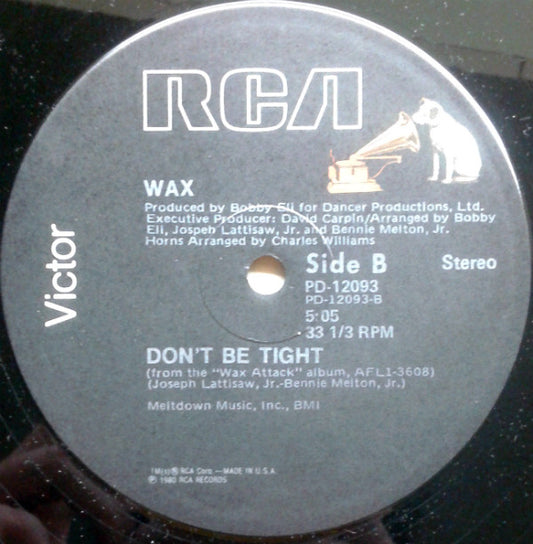 RCA
WAX
Produced by Bobby Eli for Dancer Productions, Ltd.
Executive Producer: David Carpin/Arranged by Bobby
Eli, Jospeh Lattisaw, Jr. and Bennie Melton, Jr.
Horns Arranged by Charles Williams
Victor
Side B
Stereo
PD-12093
PD-12093-B
5:05
33 1/3 RPM
DON'T BE TIGHT
(from the "Wax Attack" album, AFL1-3608)
(Joseph Lattisaw, Jr.-Bennie Melton, Jr.)
Meltdown Music, Inc., BMI
TM(s)® RCA Corp.—MADE IN U.S.A.
℗ 1980 RCA RECORDS